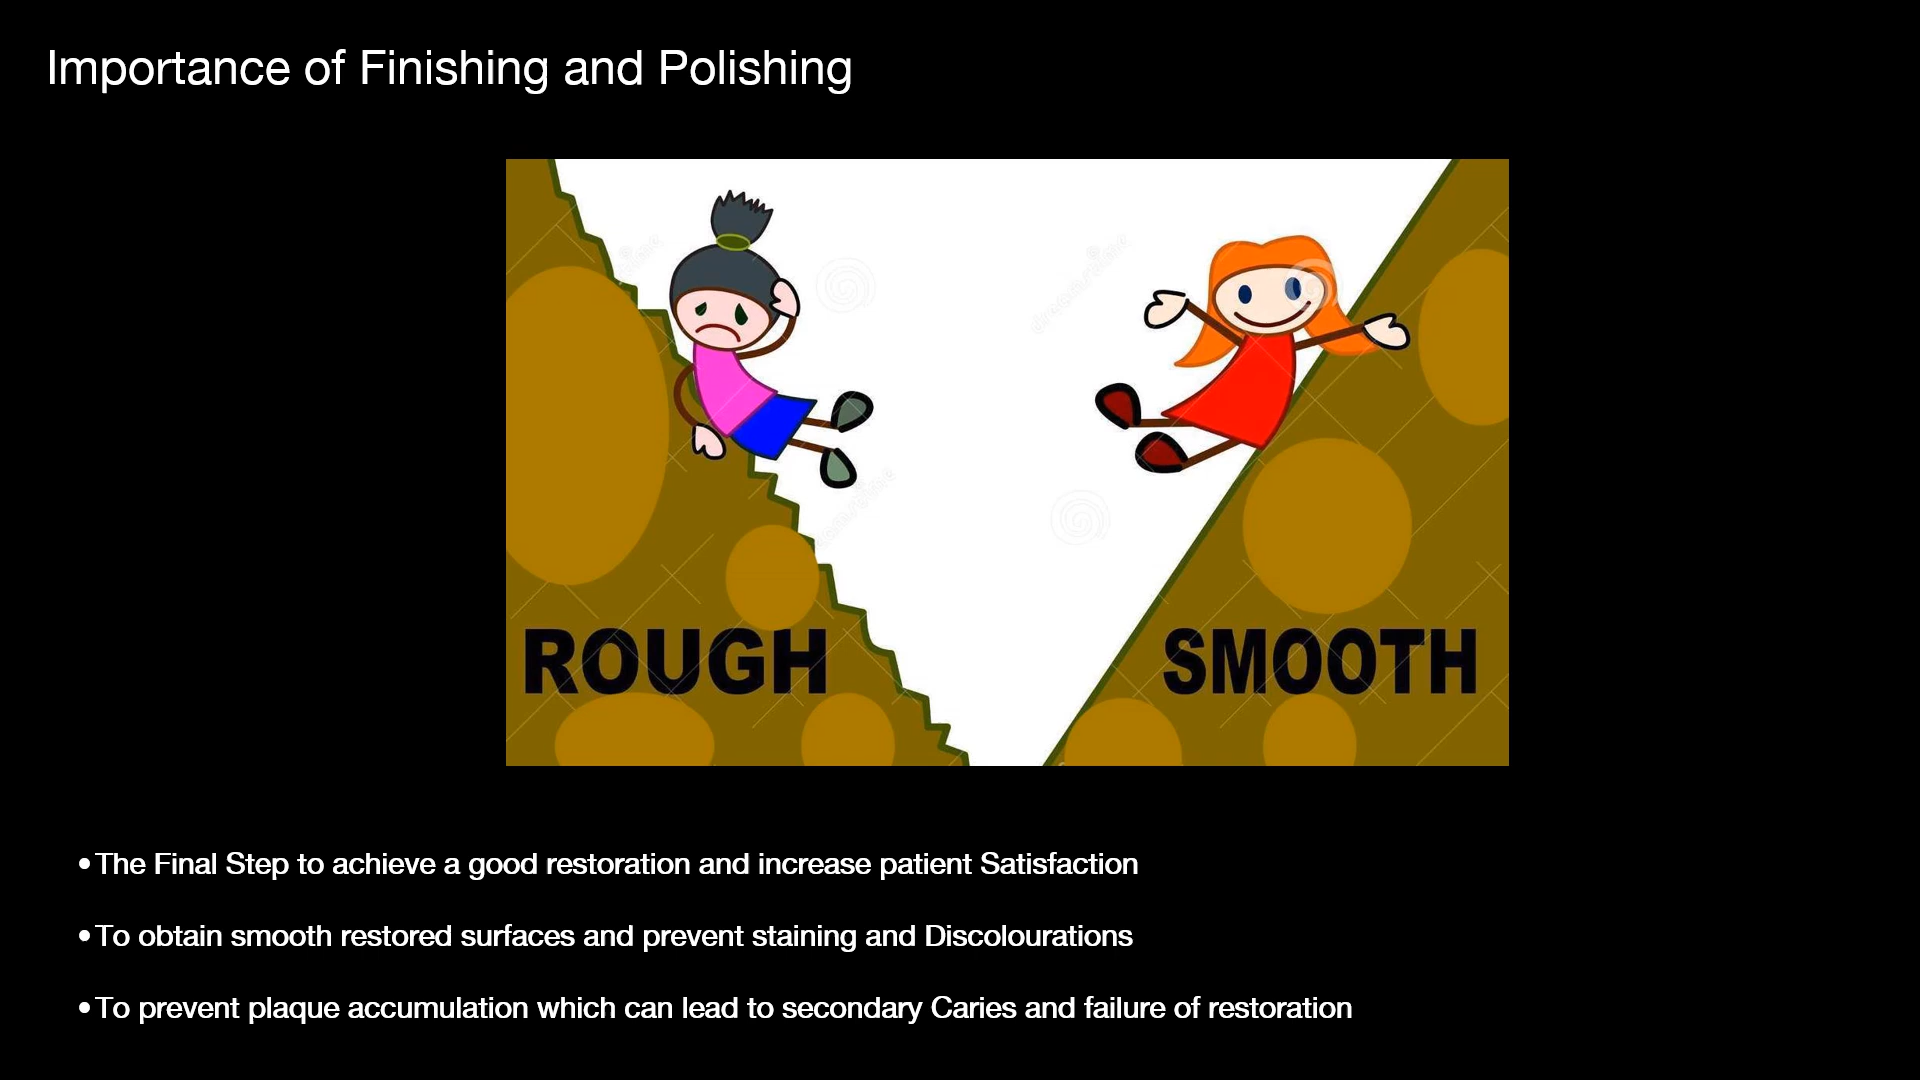 Importance of Finishing and Polishing
ROUGH
SMOOTH
•The Final Step to achieve a good restoration and increase patient Satisfaction
•To obtain smooth restored surfaces and prevent staining and Discolourations
•To prevent plaque accumulation which can lead to secondary Caries and failure of restoration